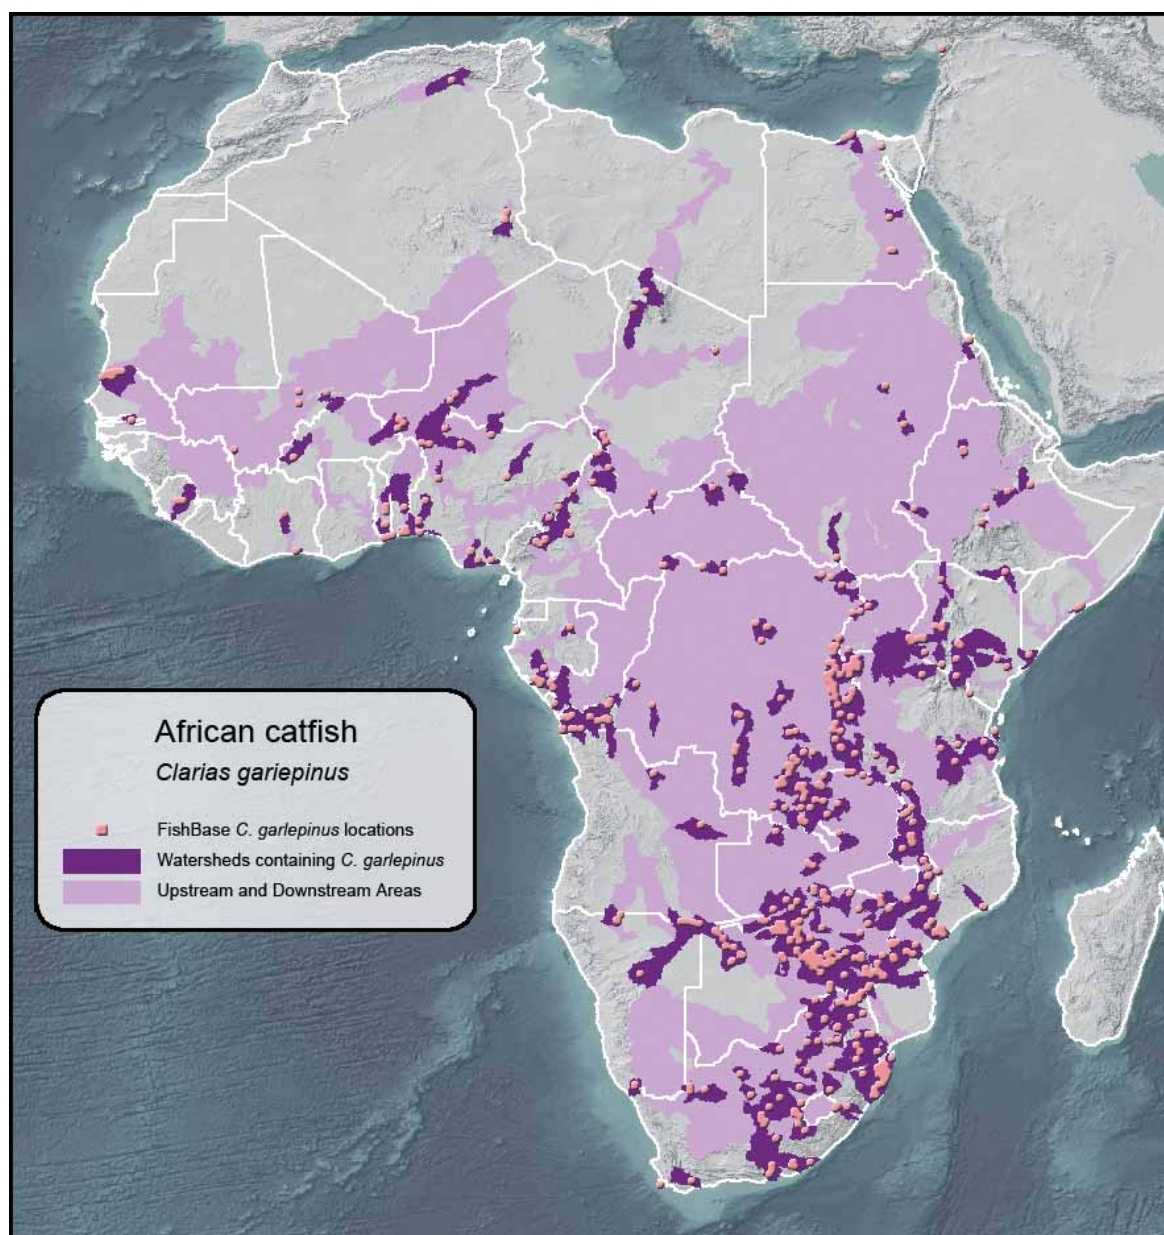 African catfish
Clarias gariepinus
FishBase C. garlepinus locations
Watersheds containing C. garlepinus
Upstream and Downstream Areas